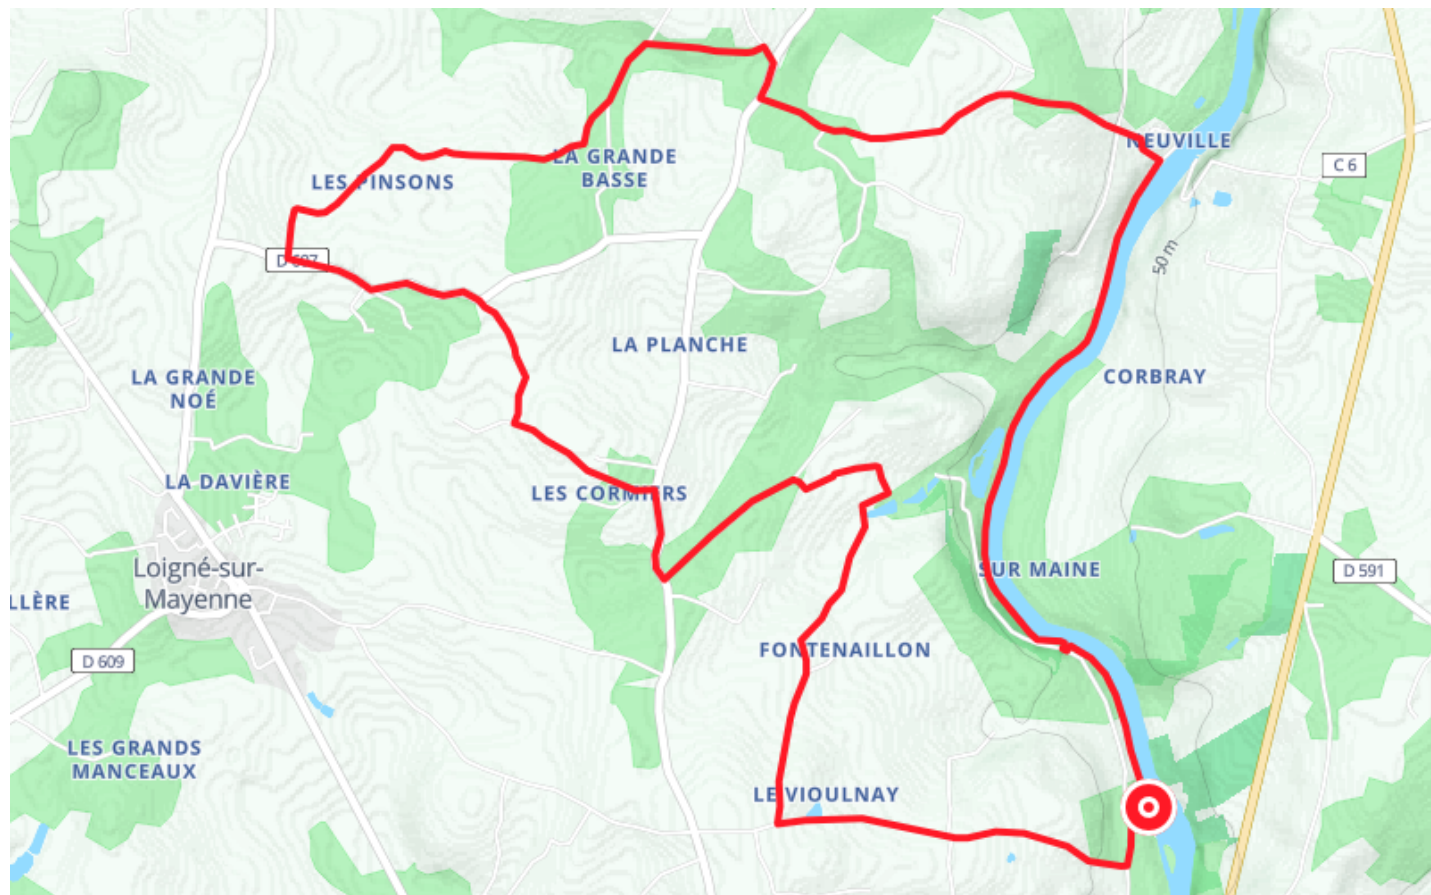 NEUVILLE
C 6
LA GRANDE
BASSE
LES PINSONS
50 m
D 607
LA PLANCHE
CORBRAY
LA GRANDE
NOÉ
LA DAVIÈRE
LES CORMIERS
Loigné-sur-
Mayenne
SUR MAINE
D 591
LLÈRE
FONTENAILLON
D 609
LES GRANDS
MANCEAUX
LE VIOULNAY